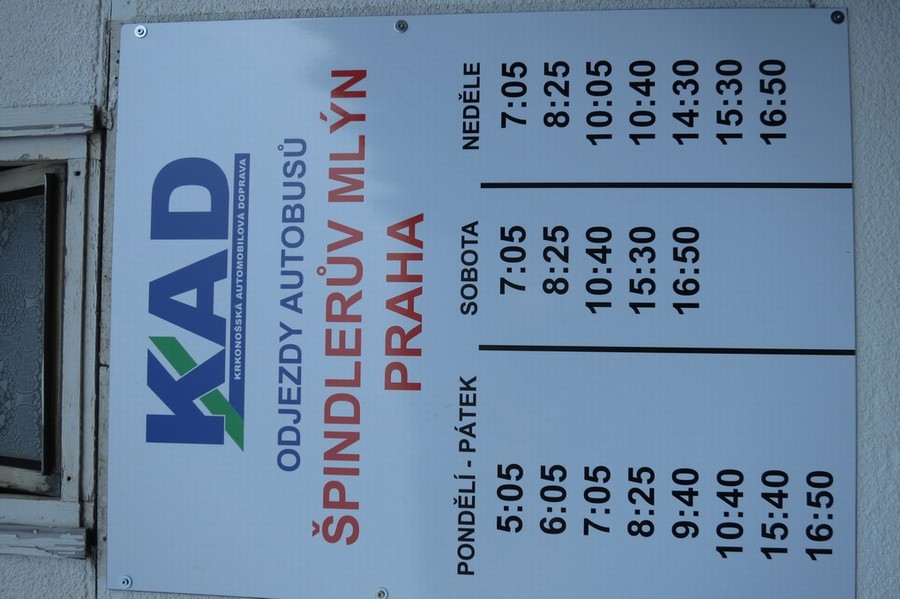 KAD
KRKONOŠSKÁ AUTOMOBILOVÁ DOPRAVA
ODJEZDY AUTOBUSŮ
ŠPINDLERŮV MLÝN
PRAHA
PONDĚLÍ - PÁTEK
5:05
6:05
7:05
8:25
9:40
10:40
15:40
16:50
SOBOTA
7:05
8:25
10:40
15:30
16:50
NEDĚLE
7:05
8:25
10:05
10:40
14:30
15:30
16:50